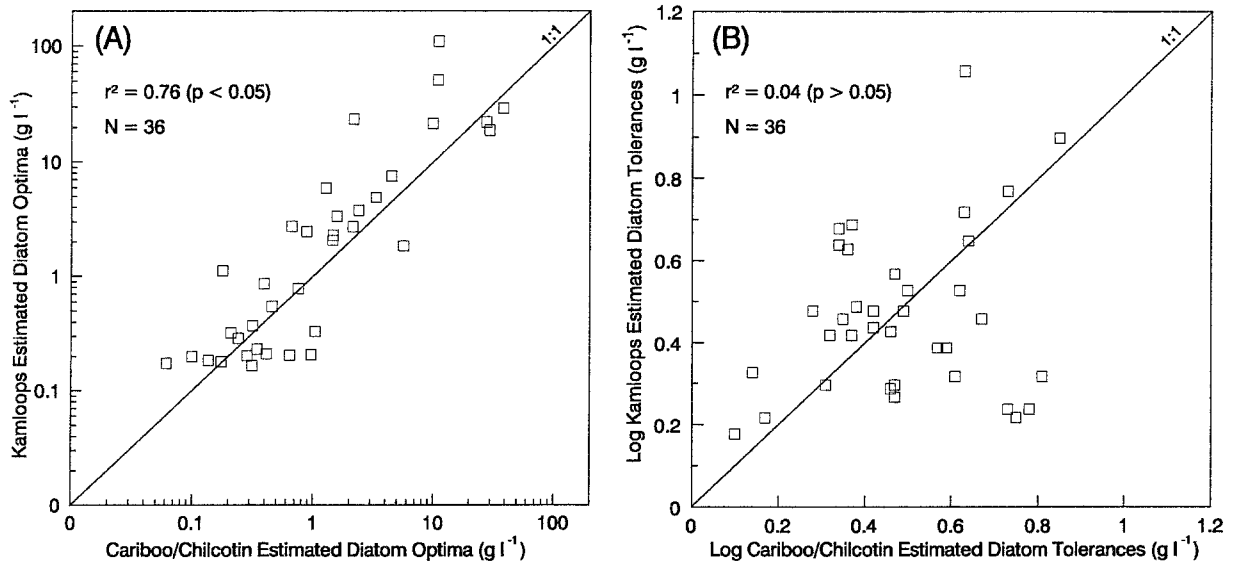 (A)
r² = 0.76 (p < 0.05)
N = 36
1:1
Kamloops Estimated Diatom Optima (g l⁻¹)
100
10
1
0.1
0
0 0.1 1 10 100
Cariboo/Chilcotin Estimated Diatom Optima (g l⁻¹)
(B)
r² = 0.04 (p > 0.05)
N = 36
1:1
Log Kamloops Estimated Diatom Tolerances (g l⁻¹)
1.2
1
0.8
0.6
0.4
0.2
0
0 0.2 0.4 0.6 0.8 1 1.2
Log Cariboo/Chilcotin Estimated Diatom Tolerances (g l⁻¹)